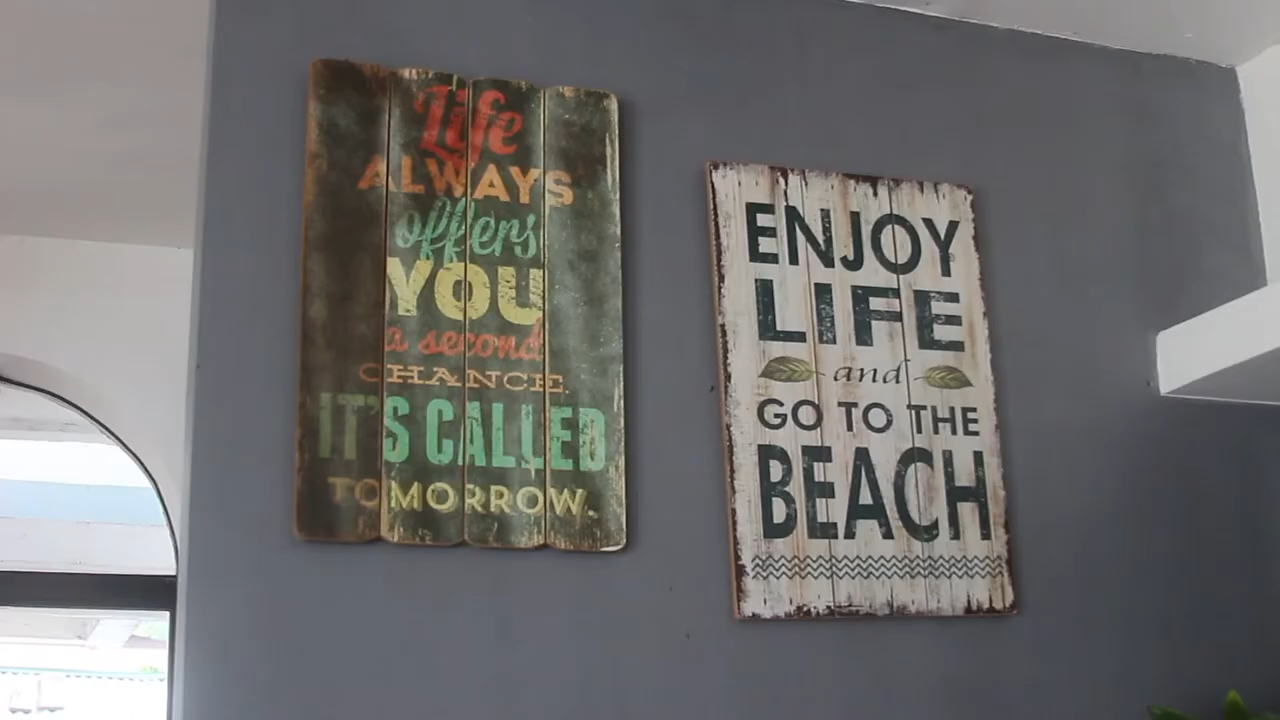 Life
ALWAYS
offers
YOU
a second
CHANCE.
IT'S CALLED
TOMORROW.
ENJOY
LIFE
and
GO TO THE
BEACH